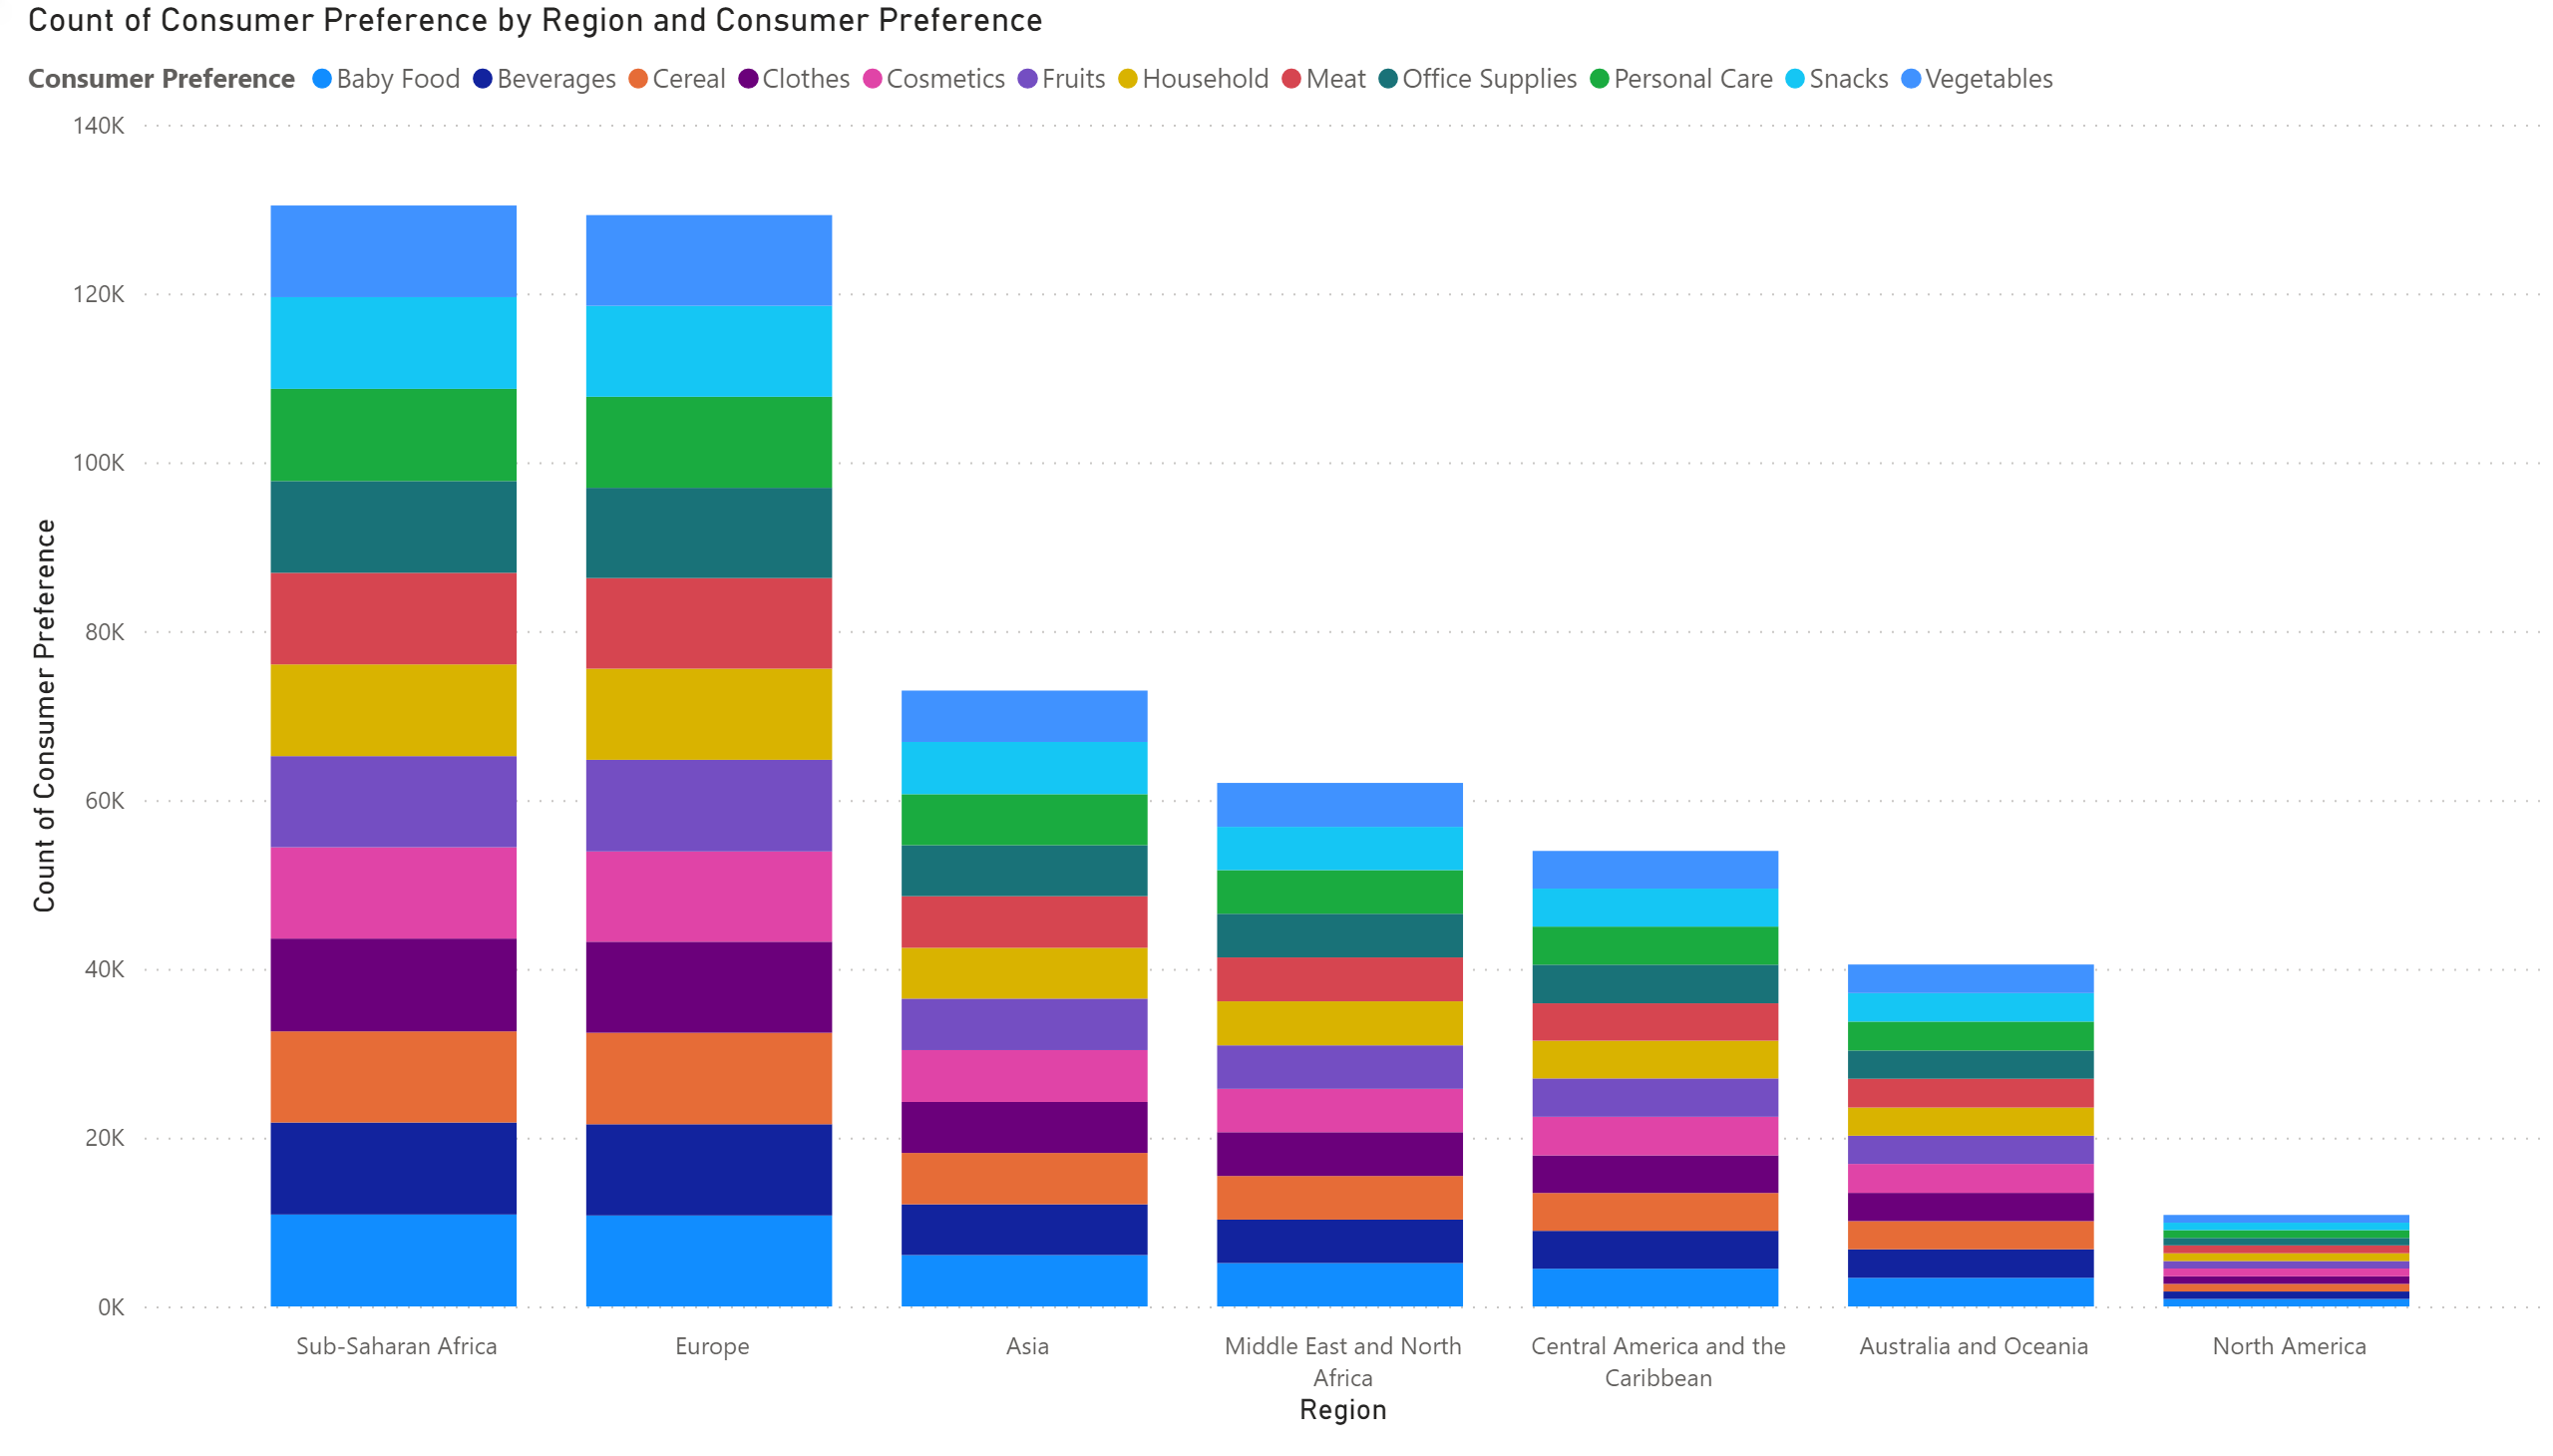 Count of Consumer Preference by Region and Consumer Preference
Consumer Preference Baby Food Beverages Cereal Clothes Cosmetics Fruits Household Meat Office Supplies Personal Care Snacks Vegetables
140K
120K
100K
80K
60K
40K
20K
0K
Count of Consumer Preference
Sub-Saharan Africa
Europe
Asia
Middle East and North
Africa
Central America and the
Caribbean
Australia and Oceania
North America
Region